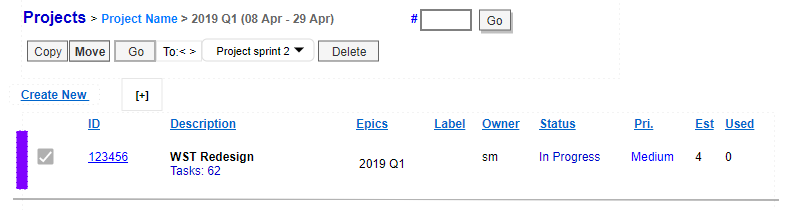 Projects > Project Name > 2019 Q1 (08 Apr - 29 Apr) # Go
Copy Move Go To:< > Project sprint 2 Delete
Create New [+]
ID Description Epics Label Owner Status Pri. Est Used
123456 WST Redesign 2019 Q1 sm In Progress Medium 4 0
Tasks: 62